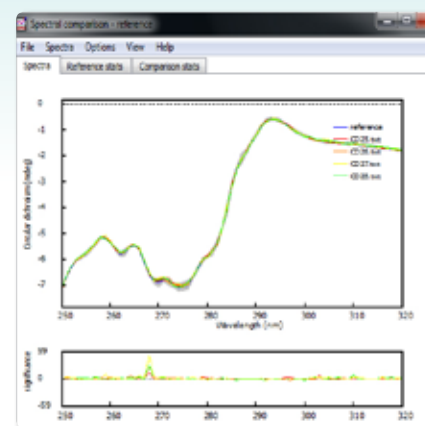 Spectral comparison - reference
File Spectra Options View Help
Spectra Reference stats Comparison stats
0
-1
-2
-3
-4
-5
-6
-7
Circular dichroism (mdeg)
reference
250 260 270 280 290 300 310 320
Wavelength (nm)
99
0
-99
significance
250 260 270 280 290 300 310 320